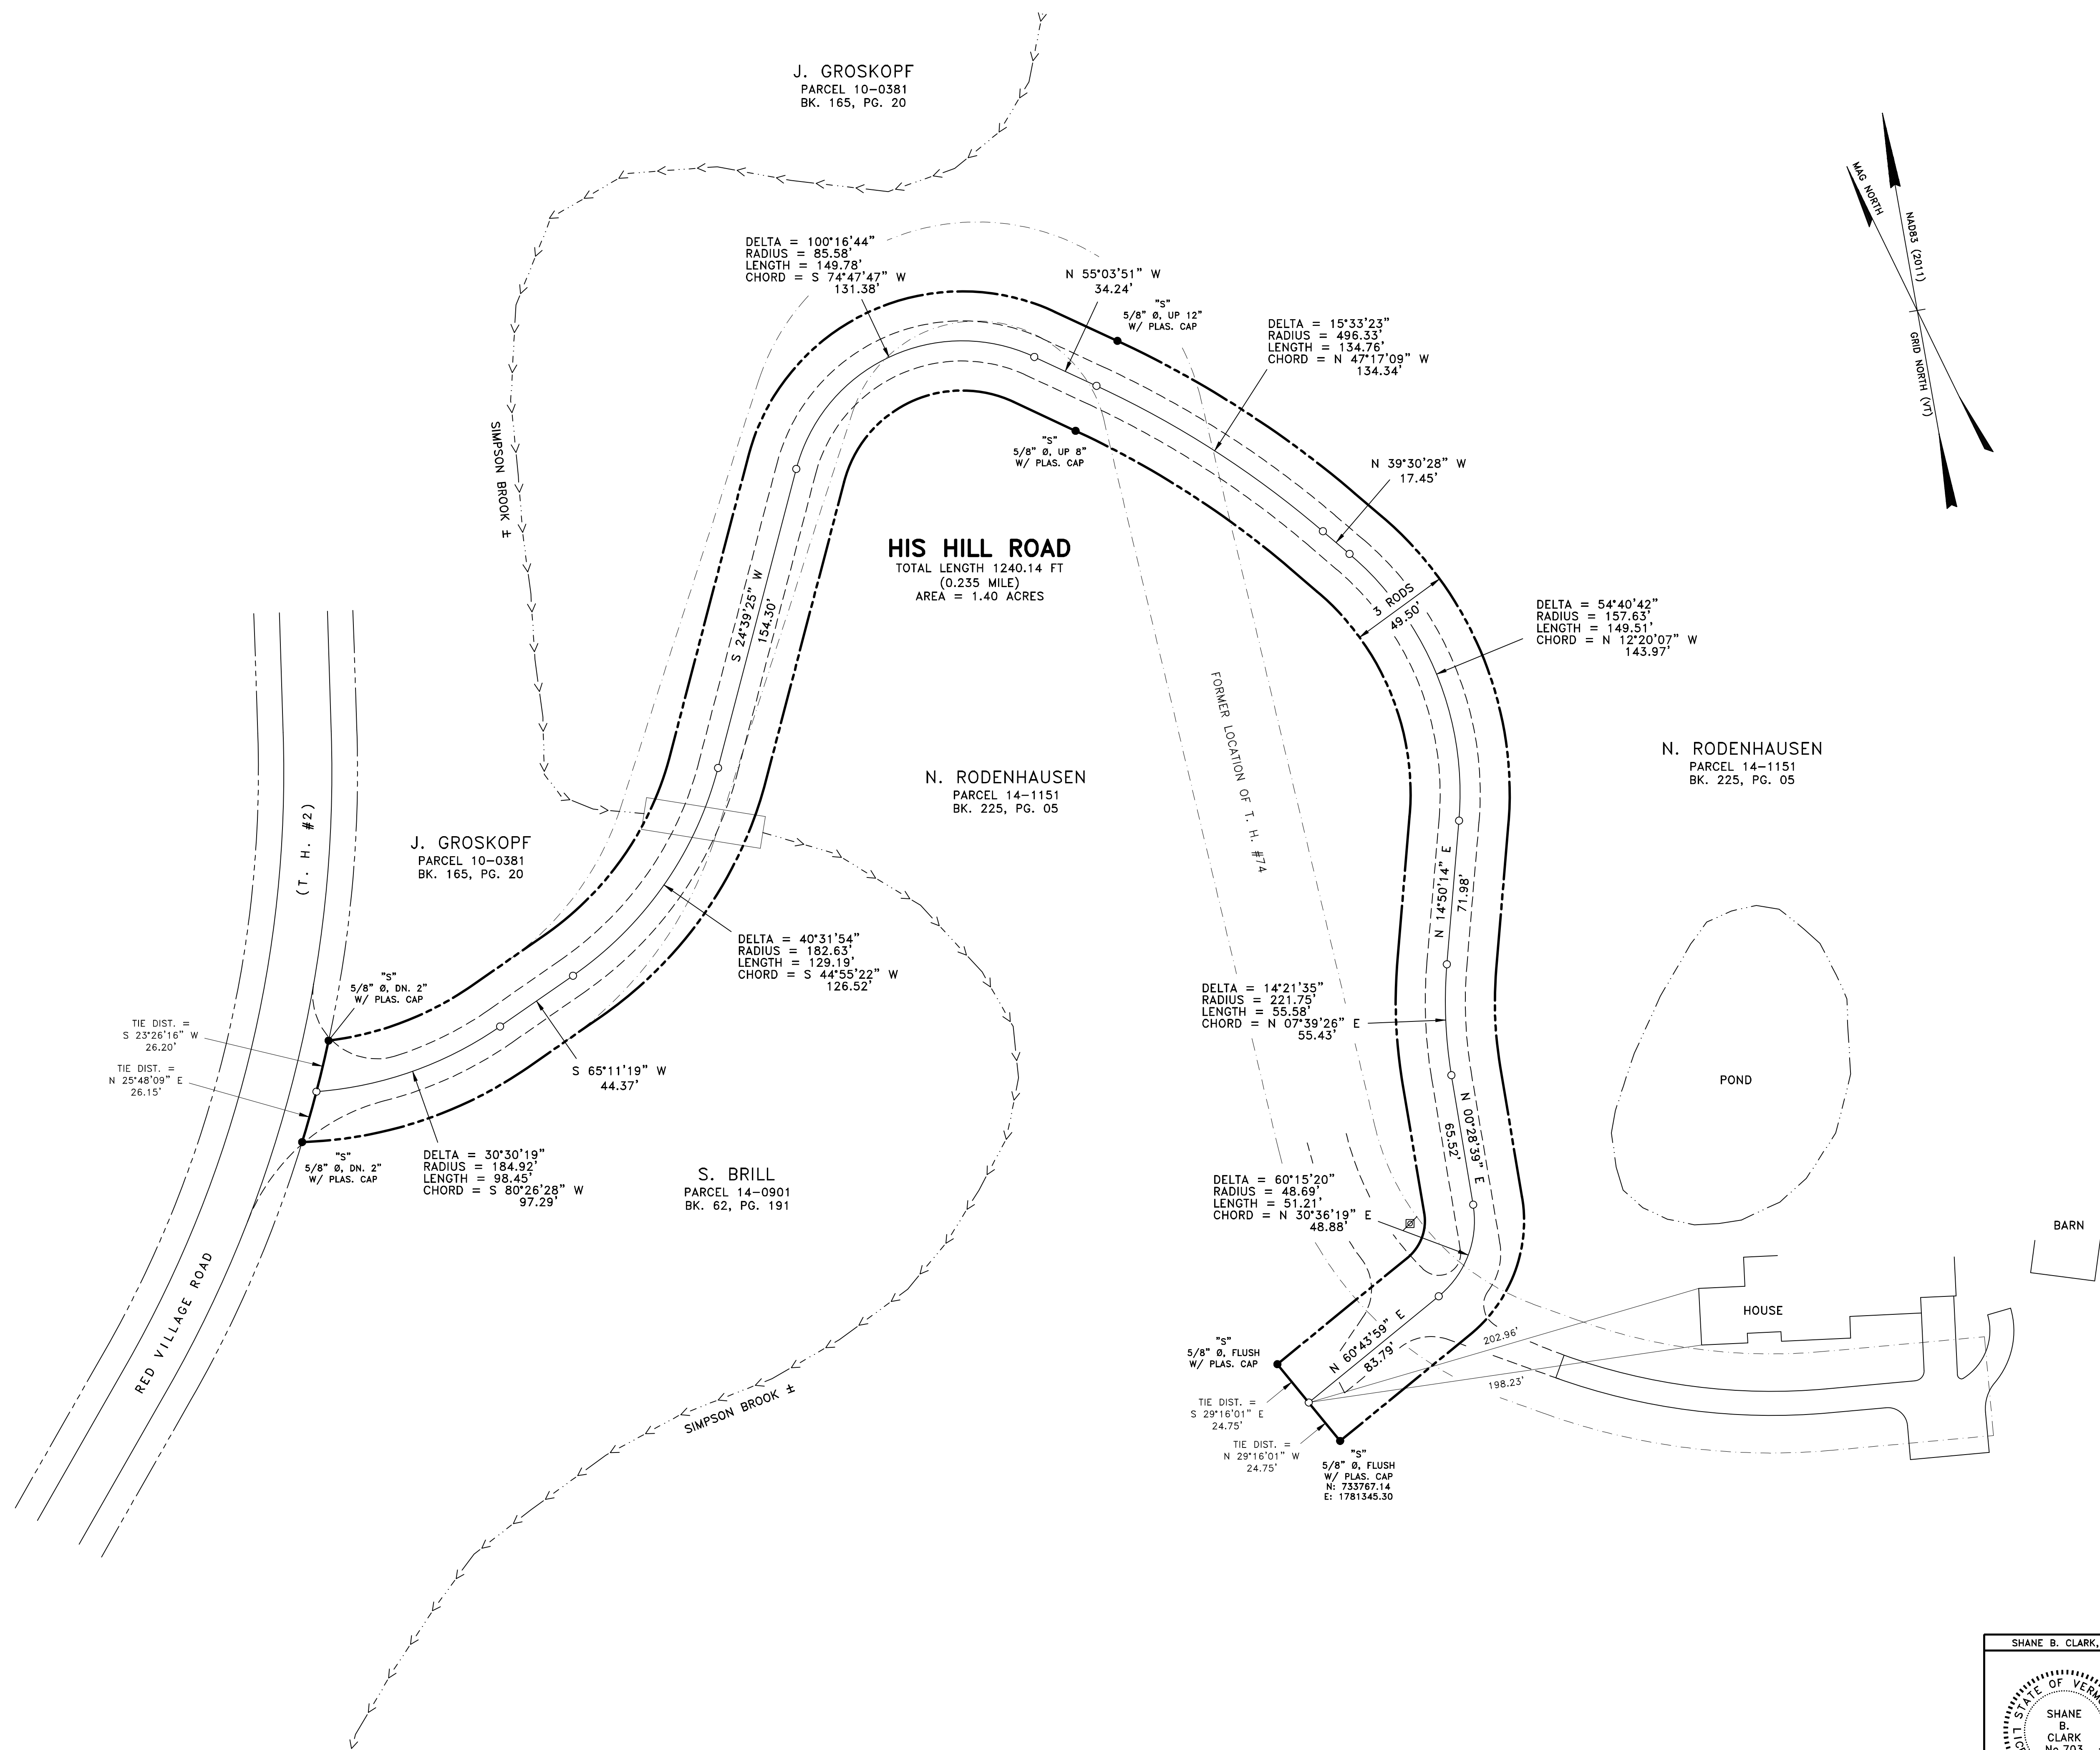 J. GROSKOPF
PARCEL 10-0381
BK. 165, PG. 20
MAG NORTH
NAD83 (2011)
GRID NORTH (VT)
DELTA = 100°16'44"
RADIUS = 85.58'
LENGTH = 149.78'
CHORD = S 74°47'47" W
131.38'
N 55°03'51" W
34.24'
"S"
5/8" Ø, UP 12"
W/ PLAS. CAP
DELTA = 15°33'23"
RADIUS = 496.33'
LENGTH = 134.76'
CHORD = N 47°17'09" W
134.34'
SIMPSON BROOK ±
"S"
5/8" Ø, UP 8"
W/ PLAS. CAP
N 39°30'28" W
17.45'
HIS HILL ROAD
TOTAL LENGTH 1240.14 FT
(0.235 MILE)
AREA = 1.40 ACRES
S 24°39'25" W
154.30'
3 RODS
49.50'
DELTA = 54°40'42"
RADIUS = 157.63'
LENGTH = 149.51'
CHORD = N 12°20'07" W
143.97'
FORMER LOCATION OF T. H. #74
N. RODENHAUSEN
PARCEL 14-1151
BK. 225, PG. 05
N. RODENHAUSEN
PARCEL 14-1151
BK. 225, PG. 05
(T. H. #2)
J. GROSKOPF
PARCEL 10-0381
BK. 165, PG. 20
N 14°50'14" E
71.98'
DELTA = 40°31'54"
RADIUS = 182.63'
LENGTH = 129.19'
CHORD = S 44°55'22" W
126.52'
"S"
5/8" Ø, DN. 2"
W/ PLAS. CAP
DELTA = 14°21'35"
RADIUS = 221.75'
LENGTH = 55.58'
CHORD = N 07°39'26" E
55.43'
TIE DIST. =
S 23°26'16" W
26.20'
TIE DIST. =
N 25°48'09" E
26.15'
S 65°11'19" W
44.37'
POND
N 00°28'39" E
65.52'
"S"
5/8" Ø, DN. 2"
W/ PLAS. CAP
DELTA = 30°30'19"
RADIUS = 184.92'
LENGTH = 98.45'
CHORD = S 80°26'28" W
97.29'
S. BRILL
PARCEL 14-0901
BK. 62, PG. 191
DELTA = 60°15'20"
RADIUS = 48.69'
LENGTH = 51.21'
CHORD = N 30°36'19" E
48.88'
BARN
HOUSE
RED VILLAGE ROAD
"S"
5/8" Ø, FLUSH
W/ PLAS. CAP
N 60°43'59" E
83.79'
202.96'
198.23'
SIMPSON BROOK ±
TIE DIST. =
S 29°16'01" E
24.75'
TIE DIST. =
N 29°16'01" W
24.75'
"S"
5/8" Ø, FLUSH
W/ PLAS. CAP
N: 733767.14
E: 1781345.30
SHANE B. CLARK,
STATE OF VERM
LIC
SHANE
B.
CLARK
No.703